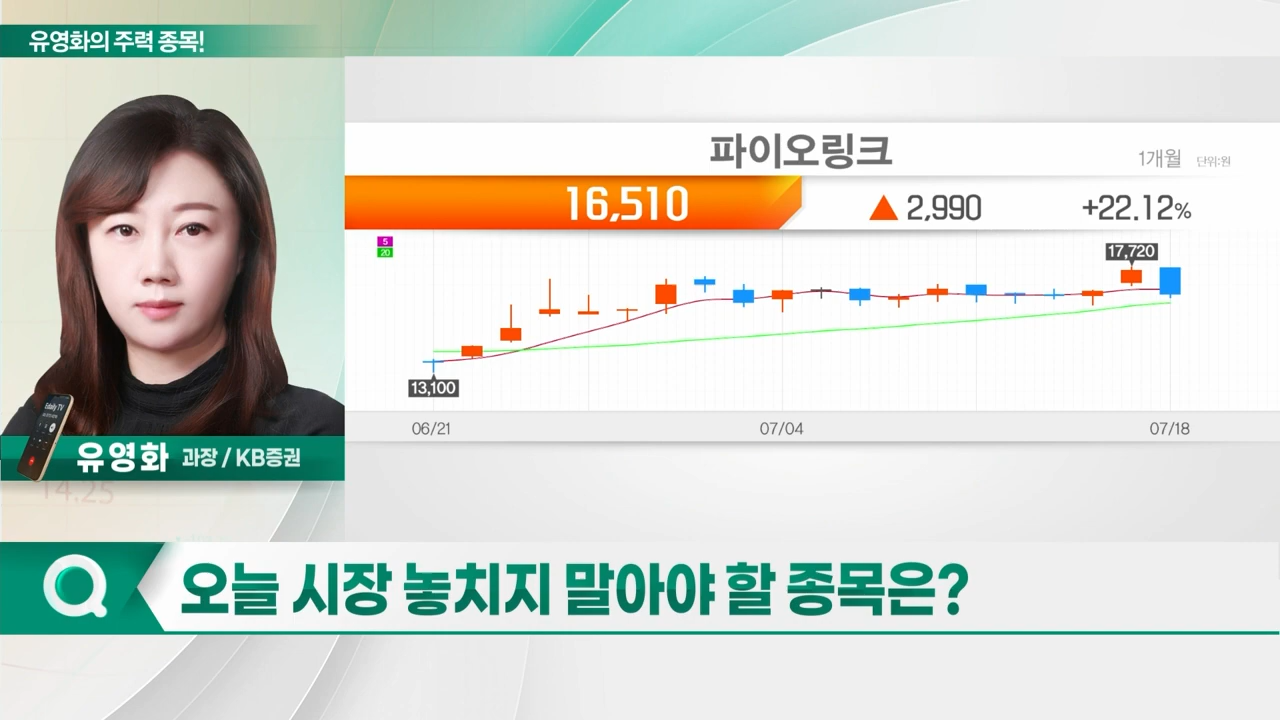 유영화의 주력 종목!
파이오링크
1개월 단위:원
16,510 ▲ 2,990 +22.12%
5
20
17,720
13,100
06/21 07/04 07/18
Edaily TV
유영화 과장 / KB증권
14.25
오늘 시장 놓치지 말아야 할 종목은?